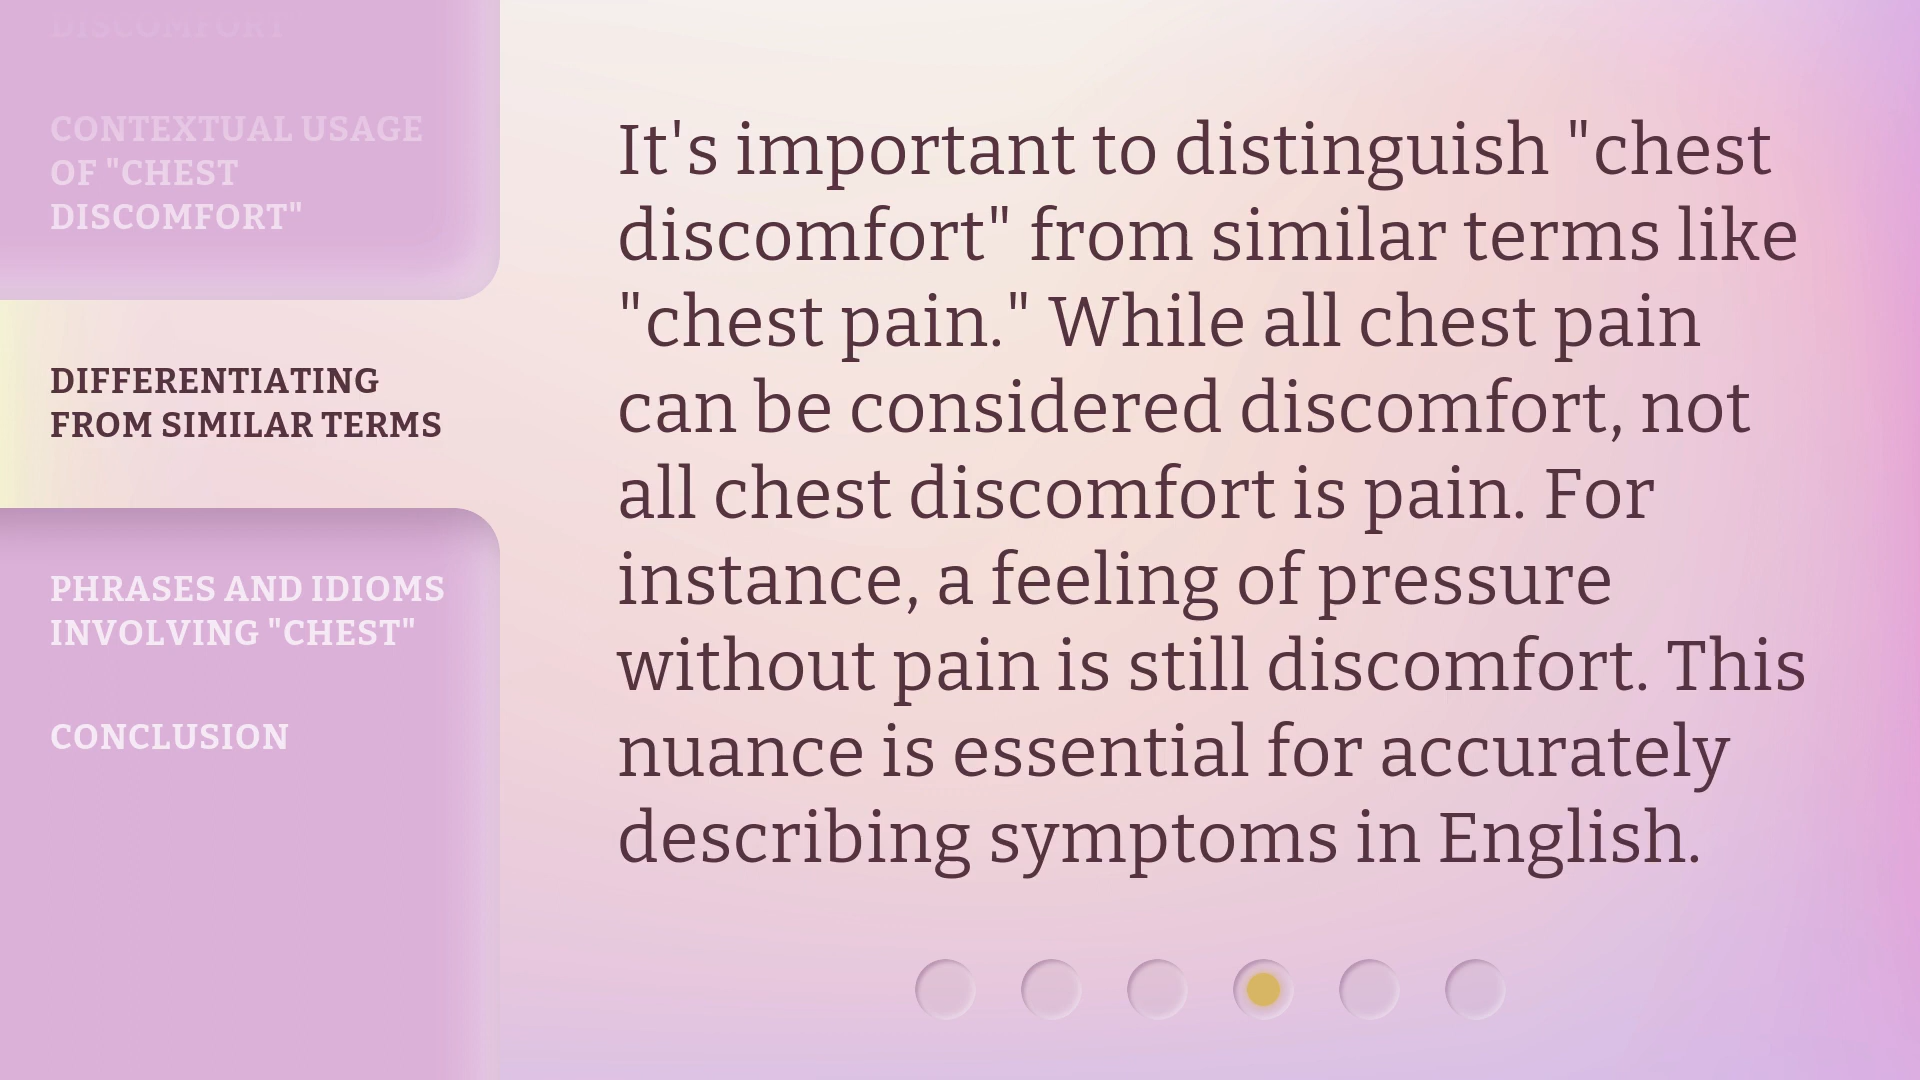 DISCOMFORT
CONTEXTUAL USAGE
OF "CHEST
DISCOMFORT"
DIFFERENTIATING
FROM SIMILAR TERMS
PHRASES AND IDIOMS
INVOLVING "CHEST"
CONCLUSION
It's important to distinguish "chest
discomfort" from similar terms like
"chest pain." While all chest pain
can be considered discomfort, not
all chest discomfort is pain. For
instance, a feeling of pressure
without pain is still discomfort. This
nuance is essential for accurately
describing symptoms in English.